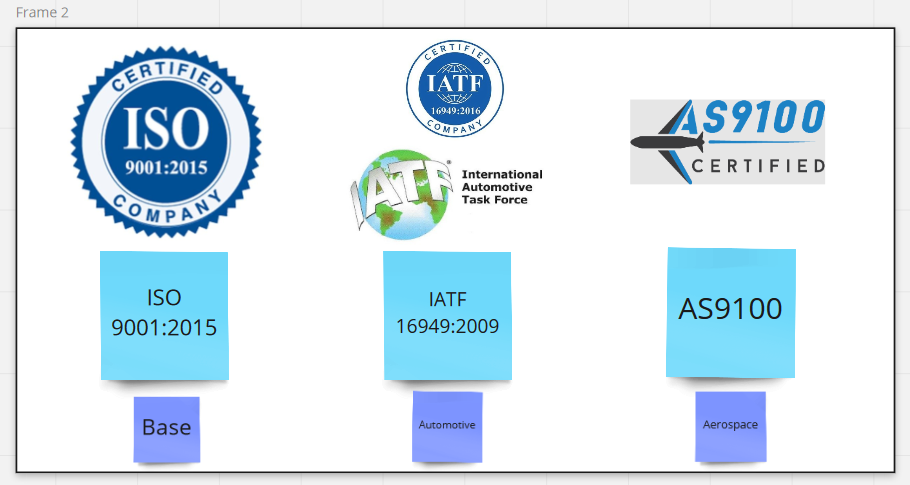 Frame 2
CERTIFIED
ISO
9001:2015
COMPANY
CERTIFIED
IATF
16949:2016
COMPANY
IATF
International
Automotive
Task Force
AS9100
CERTIFIED
ISO
9001:2015
IATF
16949:2009
AS9100
Base
Automotive
Aerospace